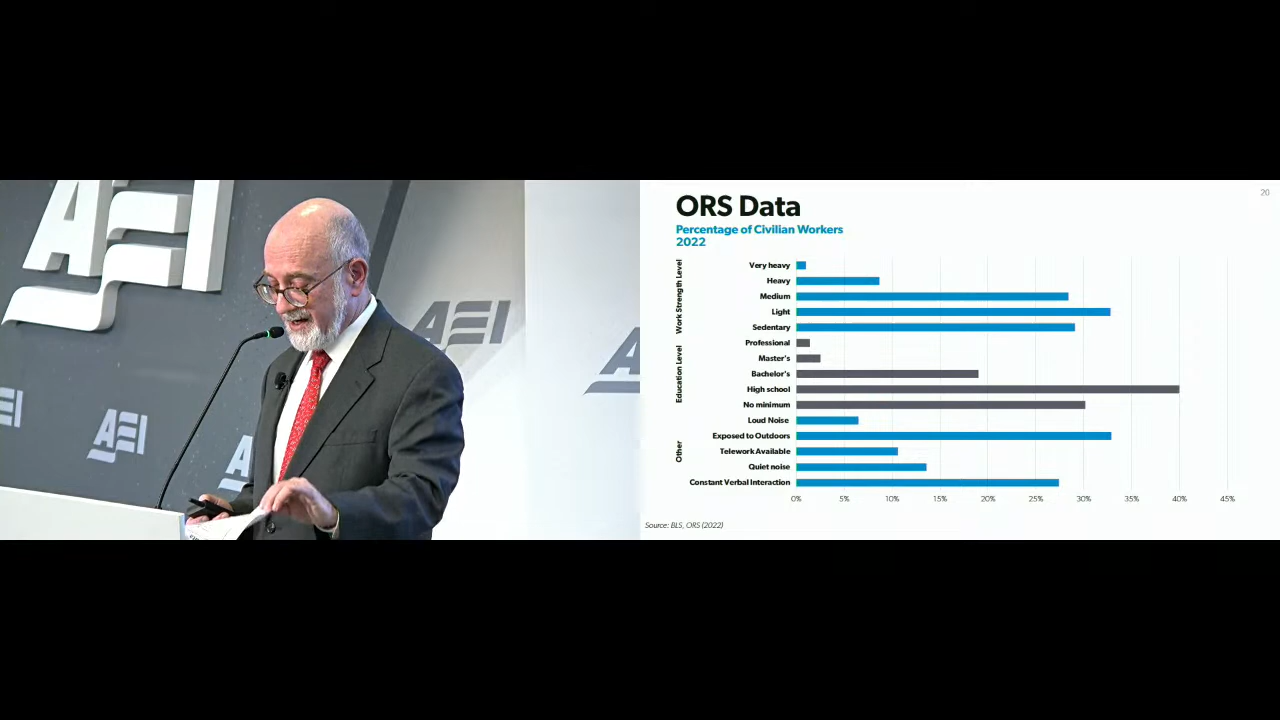 AEI
AEI
AEI
20
ORS Data
Percentage of Civilian Workers
2022
Work Strength Level
Very heavy
Heavy
Medium
Light
Sedentary
Education Level
Professional
Master's
Bachelor's
High school
No minimum
Other
Loud Noise
Exposed to Outdoors
Telework Available
Quiet noise
Constant Verbal Interaction
0% 5% 10% 15% 20% 25% 30% 35% 40% 45%
Source: BLS, ORS (2022)